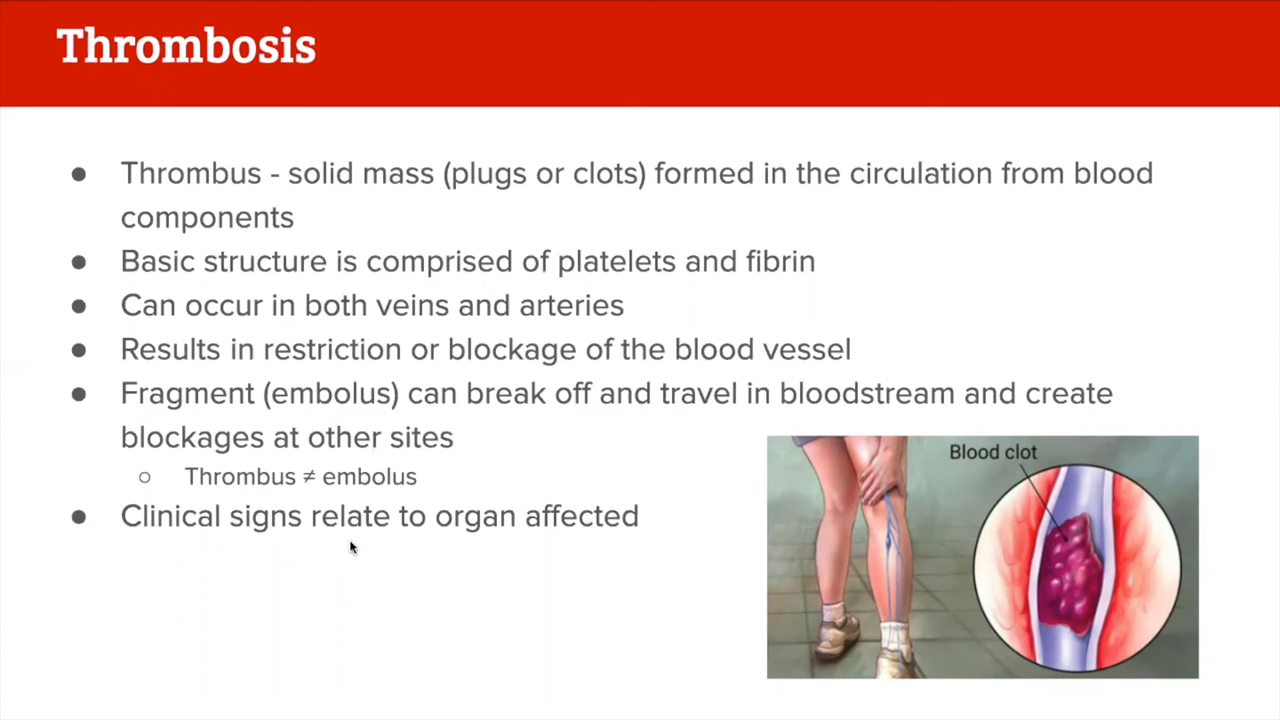 Thrombosis
● Thrombus - solid mass (plugs or clots) formed in the circulation from blood
components
● Basic structure is comprised of platelets and fibrin
● Can occur in both veins and arteries
● Results in restriction or blockage of the blood vessel
● Fragment (embolus) can break off and travel in bloodstream and create
blockages at other sites
○ Thrombus ≠ embolus
● Clinical signs relate to organ affected
Blood clot